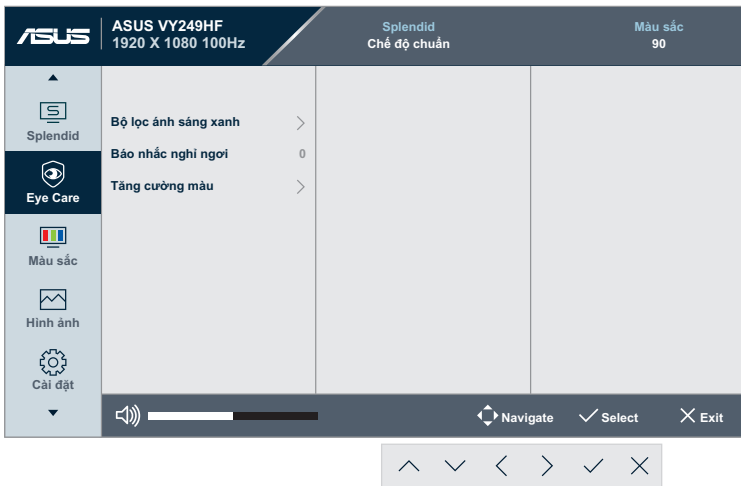 ASUS
ASUS VY249HF
1920 X 1080 100Hz
Splendid
Chế độ chuẩn
Màu sắc
90
Splendid
Eye Care
Màu sắc
Hình ảnh
Cài đặt
Bộ lọc ánh sáng xanh
Báo nhắc nghỉ ngơi 0
Tăng cường màu
Navigate Select Exit